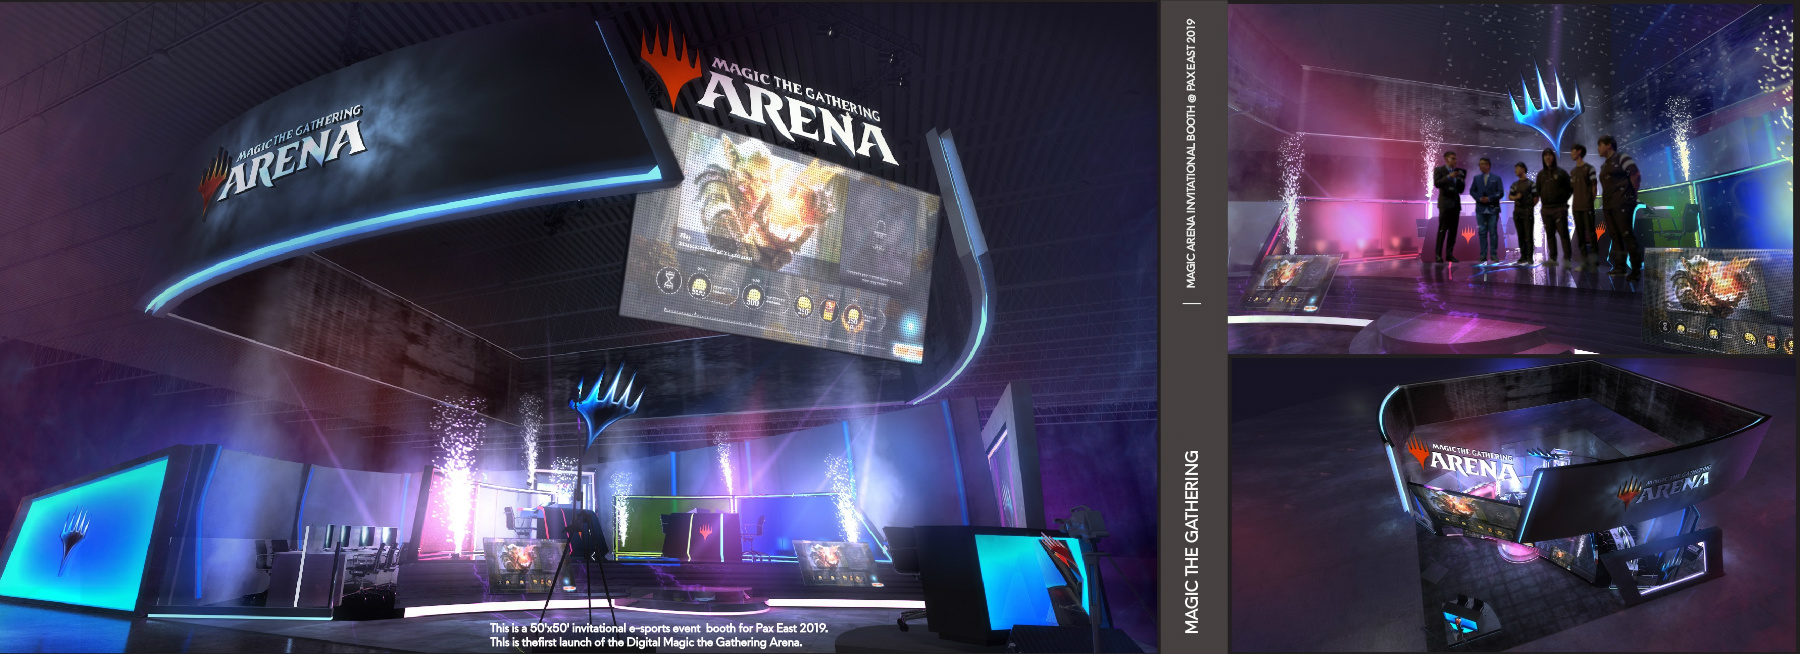 MAGIC THE GATHERING
ARENA
MAGIC THE GATHERING
ARENA
This is a 50'x50' invitational e-sports event booth for Pax East 2019.
This is thefirst launch of the Digital Magic the Gathering Arena.
MAGIC THE GATHERING | MAGIC ARENA INVITATIONAL BOOTH @ PAX EAST 2019
MAGIC THE GATHERING
ARENA
MAGIC THE GATHERING
ARENA